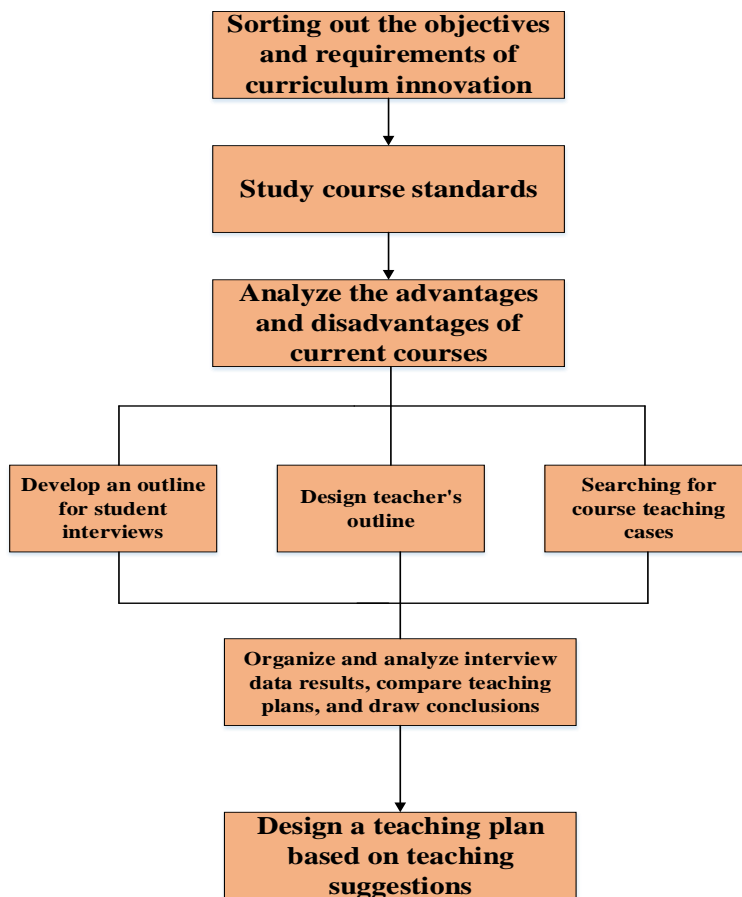 Sorting out the objectives
and requirements of
curriculum innovation
Study course standards
Analyze the advantages
and disadvantages of
current courses
Develop an outline
for student
interviews
Design teacher's
outline
Searching for
course teaching
cases
Organize and analyze interview
data results, compare teaching
plans, and draw conclusions
Design a teaching plan
based on teaching
suggestions